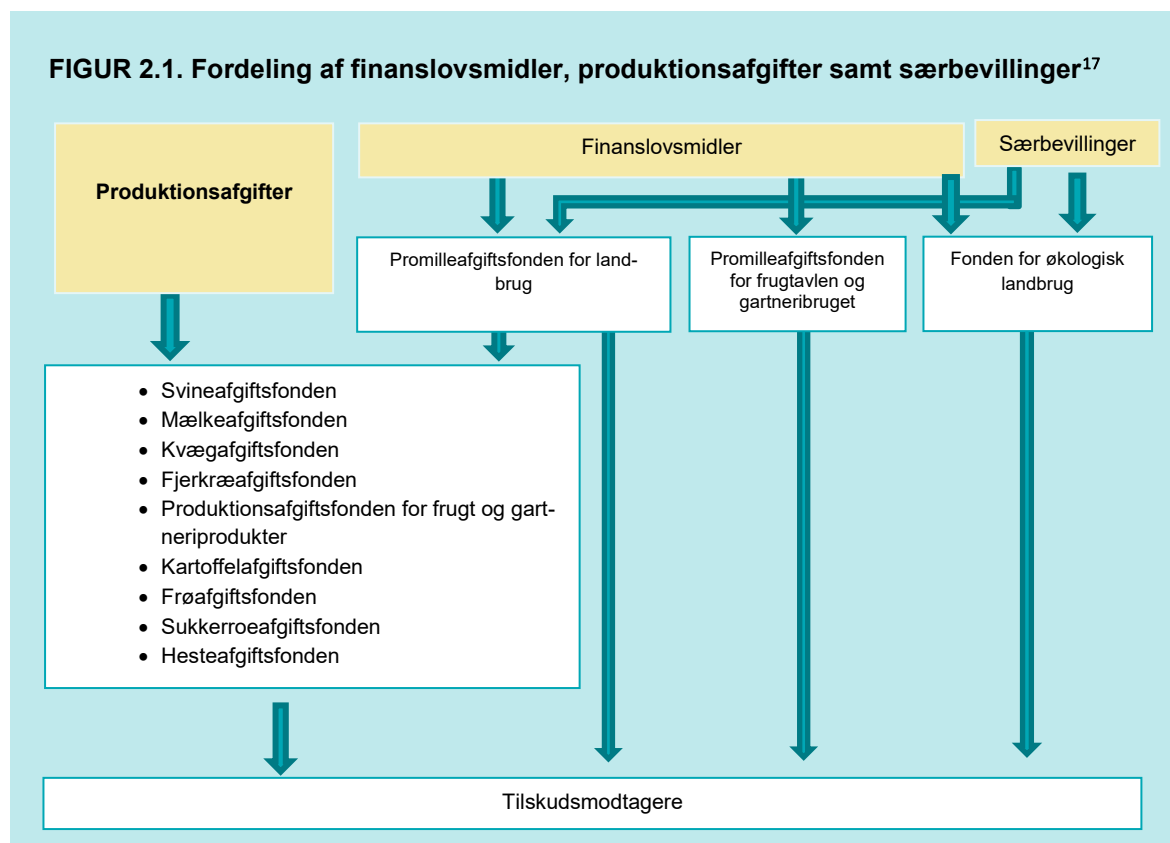 FIGUR 2.1. Fordeling af finanslovsmidler, produktionsafgifter samt særbevillinger17
Produktionsafgifter
Finanslovsmidler
Særbevillinger
Promilleafgiftsfonden for land-
brug
Promilleafgiftsfonden
for frugtavlen og
gartneribruget
Fonden for økologisk
landbrug
• Svineafgiftsfonden
• Mælkeafgiftsfonden
• Kvægafgiftsfonden
• Fjerkræafgiftsfonden
• Produktionsafgiftsfonden for frugt og gart-
neriprodukter
• Kartoffelafgiftsfonden
• Frøafgiftsfonden
• Sukkerroeafgiftsfonden
• Hesteafgiftsfonden
Tilskudsmodtagere